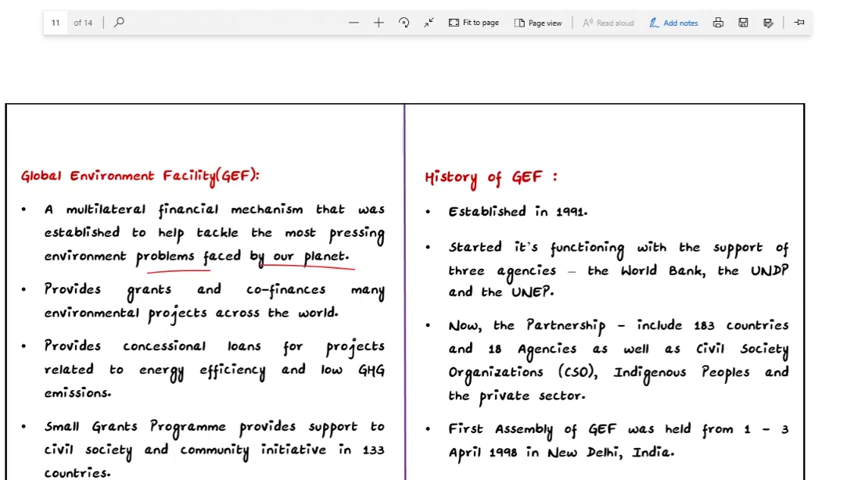 11 of 14 Fit to page Page view Read aloud Add notes
Global Environment Facility(GEF):
• A multilateral financial mechanism that was
established to help tackle the most pressing
environment problems faced by our planet.
• Provides grants and co-finances many
environmental projects across the world.
• Provides concessional loans for projects
related to energy efficiency and low GHG
emissions.
• Small Grants Programme provides support to
civil society and community initiative in 133
countries.
History of GEF :
• Established in 1991.
• Started it's functioning with the support of
three agencies – the World Bank, the UNDP
and the UNEP.
• Now, the Partnership – include 183 countries
and 18 Agencies as well as Civil Society
Organizations (CSO), Indigenous Peoples and
the private sector.
• First Assembly of GEF was held from 1 – 3
April 1998 in New Delhi, India.